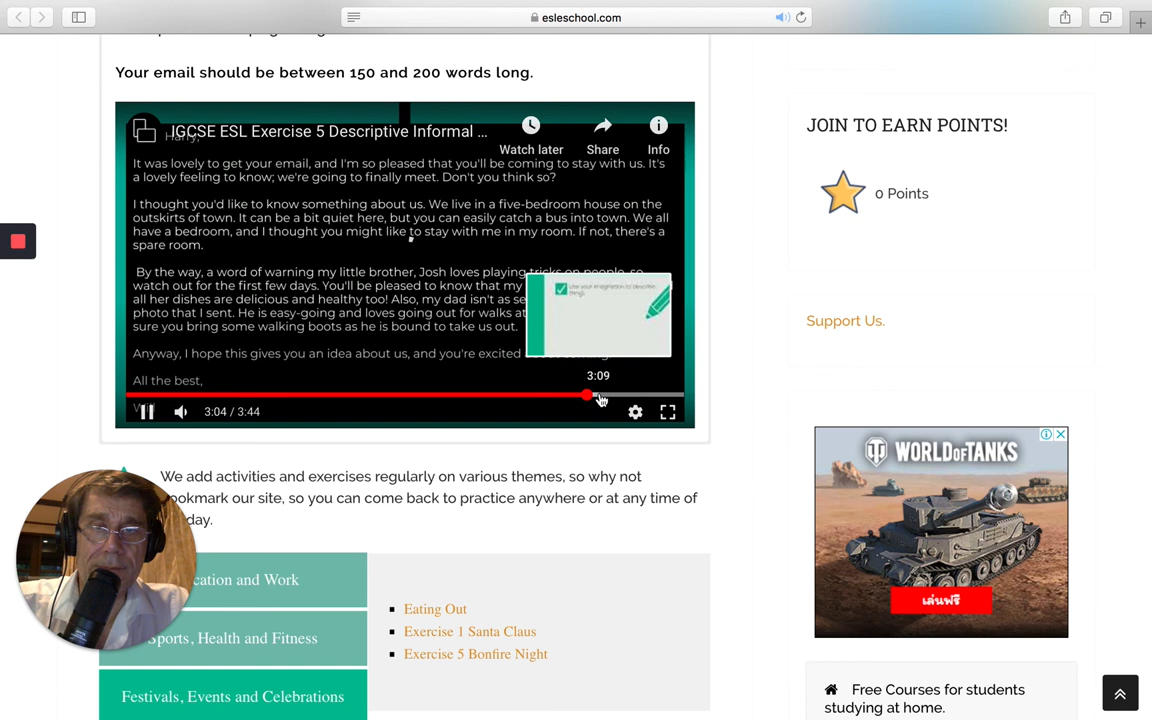 esleschool.com
Your email should be between 150 and 200 words long.
IGCSE ESL Exercise 5 Descriptive Informal ...
Watch later
Share
Info
Harry,
It was lovely to get your email, and I'm so pleased that you'll be coming to stay with us. It's
a lovely feeling to know; we're going to finally meet. Don't you think so?
I thought you'd like to know something about us. We live in a five-bedroom house on the
outskirts of town. It can be a bit quiet here, but you can easily catch a bus into town. We all
have a bedroom, and I thought you might like to stay with me in my room. If not, there's a
spare room.
By the way, a word of warning my little brother, Josh loves playing tricks on people, so
watch out for the first few days. You'll be pleased to know that my
all her dishes are delicious and healthy too! Also, my dad isn't as se
photo that I sent. He is easy-going and loves going out for walks at
sure you bring some walking boots as he is bound to take us out.
Anyway, I hope this gives you an idea about us, and you're excited
All the best,
Use your imagination to describe
things.
3:09
3:04 / 3:44
We add activities and exercises regularly on various themes, so why not
ookmark our site, so you can come back to practice anywhere or at any time of
day.
cation and Work
Sports, Health and Fitness
Festivals, Events and Celebrations
Eating Out
Exercise 1 Santa Claus
Exercise 5 Bonfire Night
JOIN TO EARN POINTS!
0 Points
Support Us.
WORLD OF TANKS
เล่นฟรี
Free Courses for students
studying at home.